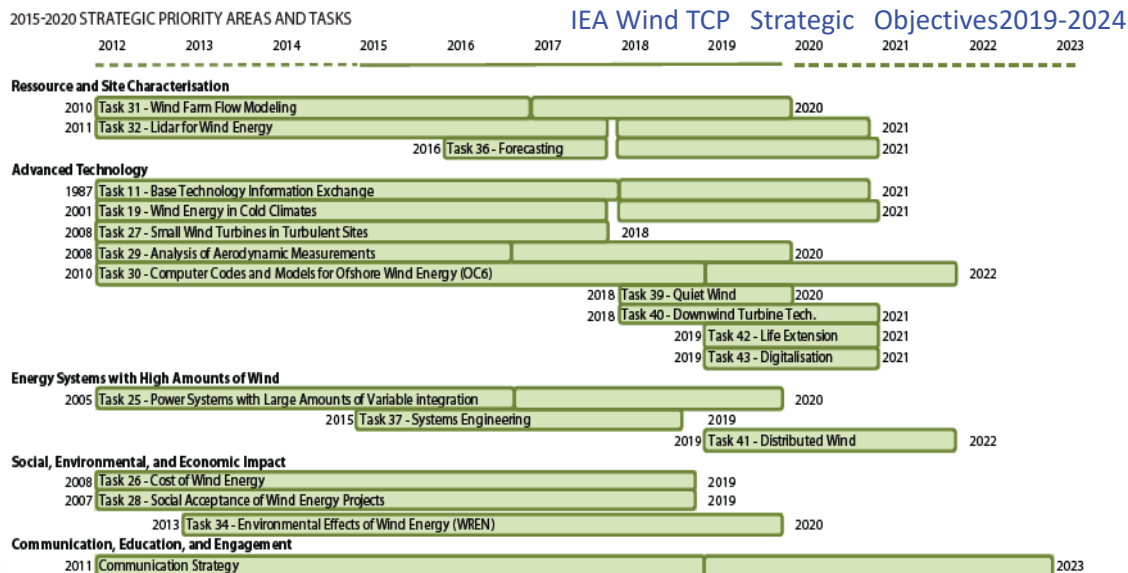 2015-2020 STRATEGIC PRIORITY AREAS AND TASKS IEA Wind TCP Strategic Objectives2019-2024
2012 2013 2014 2015 2016 2017 2018 2019 2020 2021 2022 2023
Ressource and Site Characterisation
2010 Task 31 - Wind Farm Flow Modeling 2020
2011 Task 32 - Lidar for Wind Energy 2021
2016 Task 36 - Forecasting 2021
Advanced Technology
1987 Task 11 - Base Technology Information Exchange 2021
2001 Task 19 - Wind Energy in Cold Climates 2021
2008 Task 27 - Small Wind Turbines in Turbulent Sites 2018
2008 Task 29 - Analysis of Aerodynamic Measurements 2020
2010 Task 30 - Computer Codes and Models for Ofshore Wind Energy (OC6) 2022
2018 Task 39 - Quiet Wind 2020
2018 Task 40 - Downwind Turbine Tech. 2021
2019 Task 42 - Life Extension 2021
2019 Task 43 - Digitalisation 2021
Energy Systems with High Amounts of Wind
2005 Task 25 - Power Systems with Large Amounts of Variable integration 2020
2015 Task 37 - Systems Engineering 2019
2019 Task 41 - Distributed Wind 2022
Social, Environmental, and Economic Impact
2008 Task 26 - Cost of Wind Energy 2019
2007 Task 28 - Social Acceptance of Wind Energy Projects 2019
2013 Task 34 - Environmental Effects of Wind Energy (WREN) 2020
Communication, Education, and Engagement
2011 Communication Strategy 2023